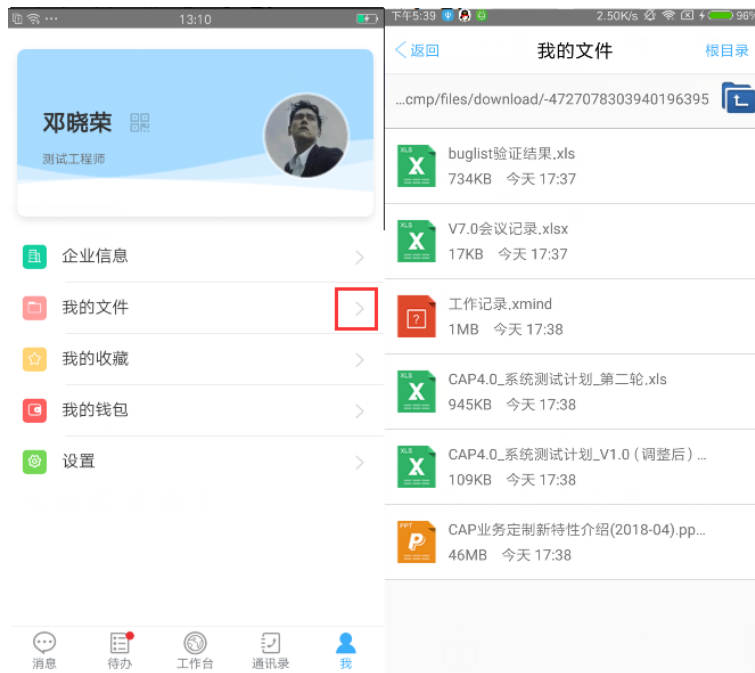 13:10
邓晓荣
测试工程师
企业信息
我的文件
我的收藏
我的钱包
设置
消息
待办
工作台
通讯录
我
下午5:39
2.50K/s
96%
返回
我的文件
根目录
...cmp/files/download/-4727078303940196395
XLS
buglist验证结果.xls
734KB 今天 17:37
XLS
V7.0会议记录.xlsx
17KB 今天 17:37
工作记录.xmind
1MB 今天 17:38
XLS
CAP4.0_系统测试计划_第二轮.xls
945KB 今天 17:38
XLS
CAP4.0_系统测试计划_V1.0（调整后）...
109KB 今天 17:38
PPT
CAP业务定制新特性介绍(2018-04).pp...
46MB 今天 17:38